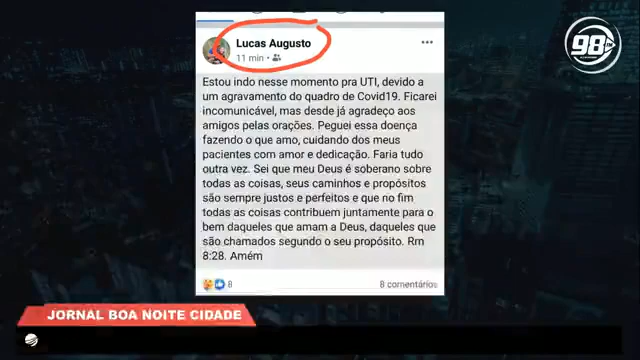 98 FM
Lucas Augusto
11 min
Estou indo nesse momento pra UTI, devido a
um agravamento do quadro de Covid19. Ficarei
incomunicável, mas desde já agradeço aos
amigos pelas orações. Peguei essa doença
fazendo o que amo, cuidando dos meus
pacientes com amor e dedicação. Faria tudo
outra vez. Sei que meu Deus é soberano sobre
todas as coisas, seus caminhos e propósitos
são sempre justos e perfeitos e que no fim
todas as coisas contribuem juntamente para o
bem daqueles que amam a Deus, daqueles que
são chamados segundo o seu propósito. Rm
8:28. Amém
8
8 comentários
JORNAL BOA NOITE CIDADE